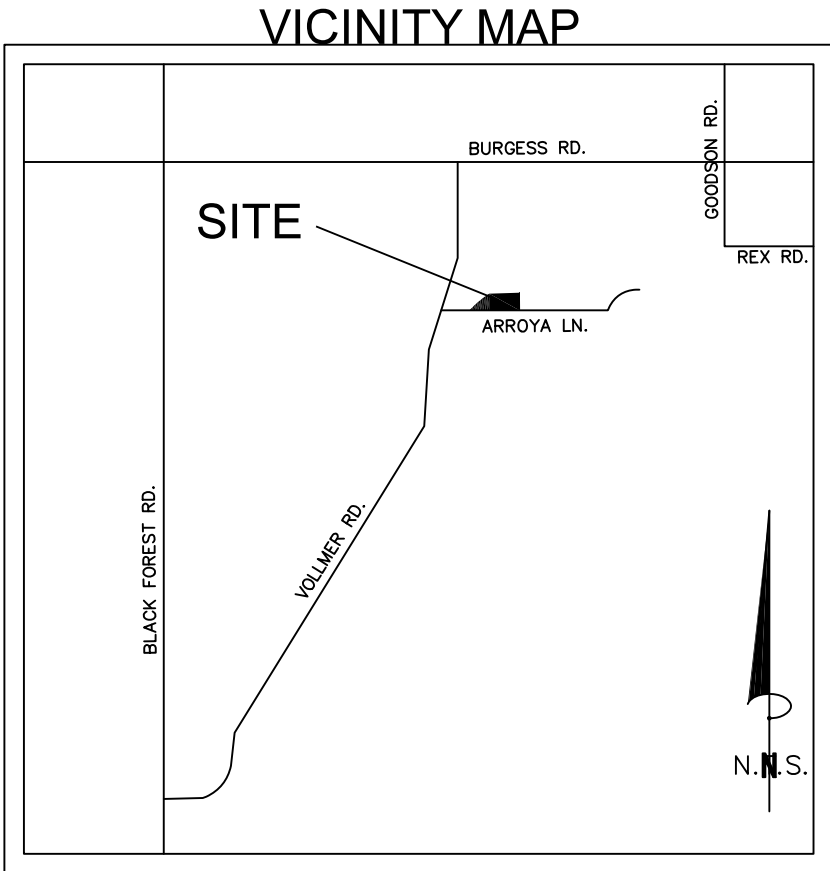 VICINITY MAP
BURGESS RD.
GOODSON RD.
SITE
REX RD.
ARROYA LN.
BLACK FOREST RD.
VOLLMER RD.
N.
N
.S.